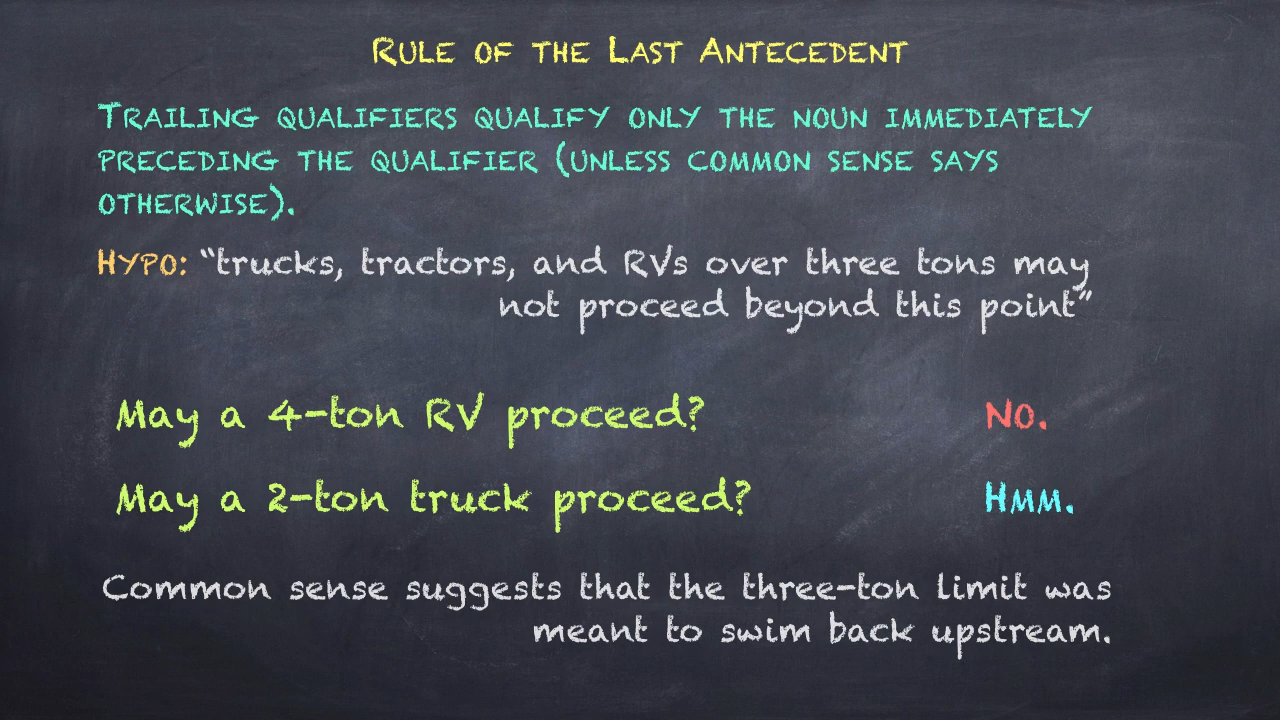 Rule of the Last Antecedent
Trailing qualifiers qualify only the noun immediately
preceding the qualifier (unless common sense says
otherwise).
Hypo: “trucks, tractors, and RVs over three tons may
not proceed beyond this point”
May a 4-ton RV proceed? No.
May a 2-ton truck proceed? Hmm.
Common sense suggests that the three-ton limit was
meant to swim back upstream.